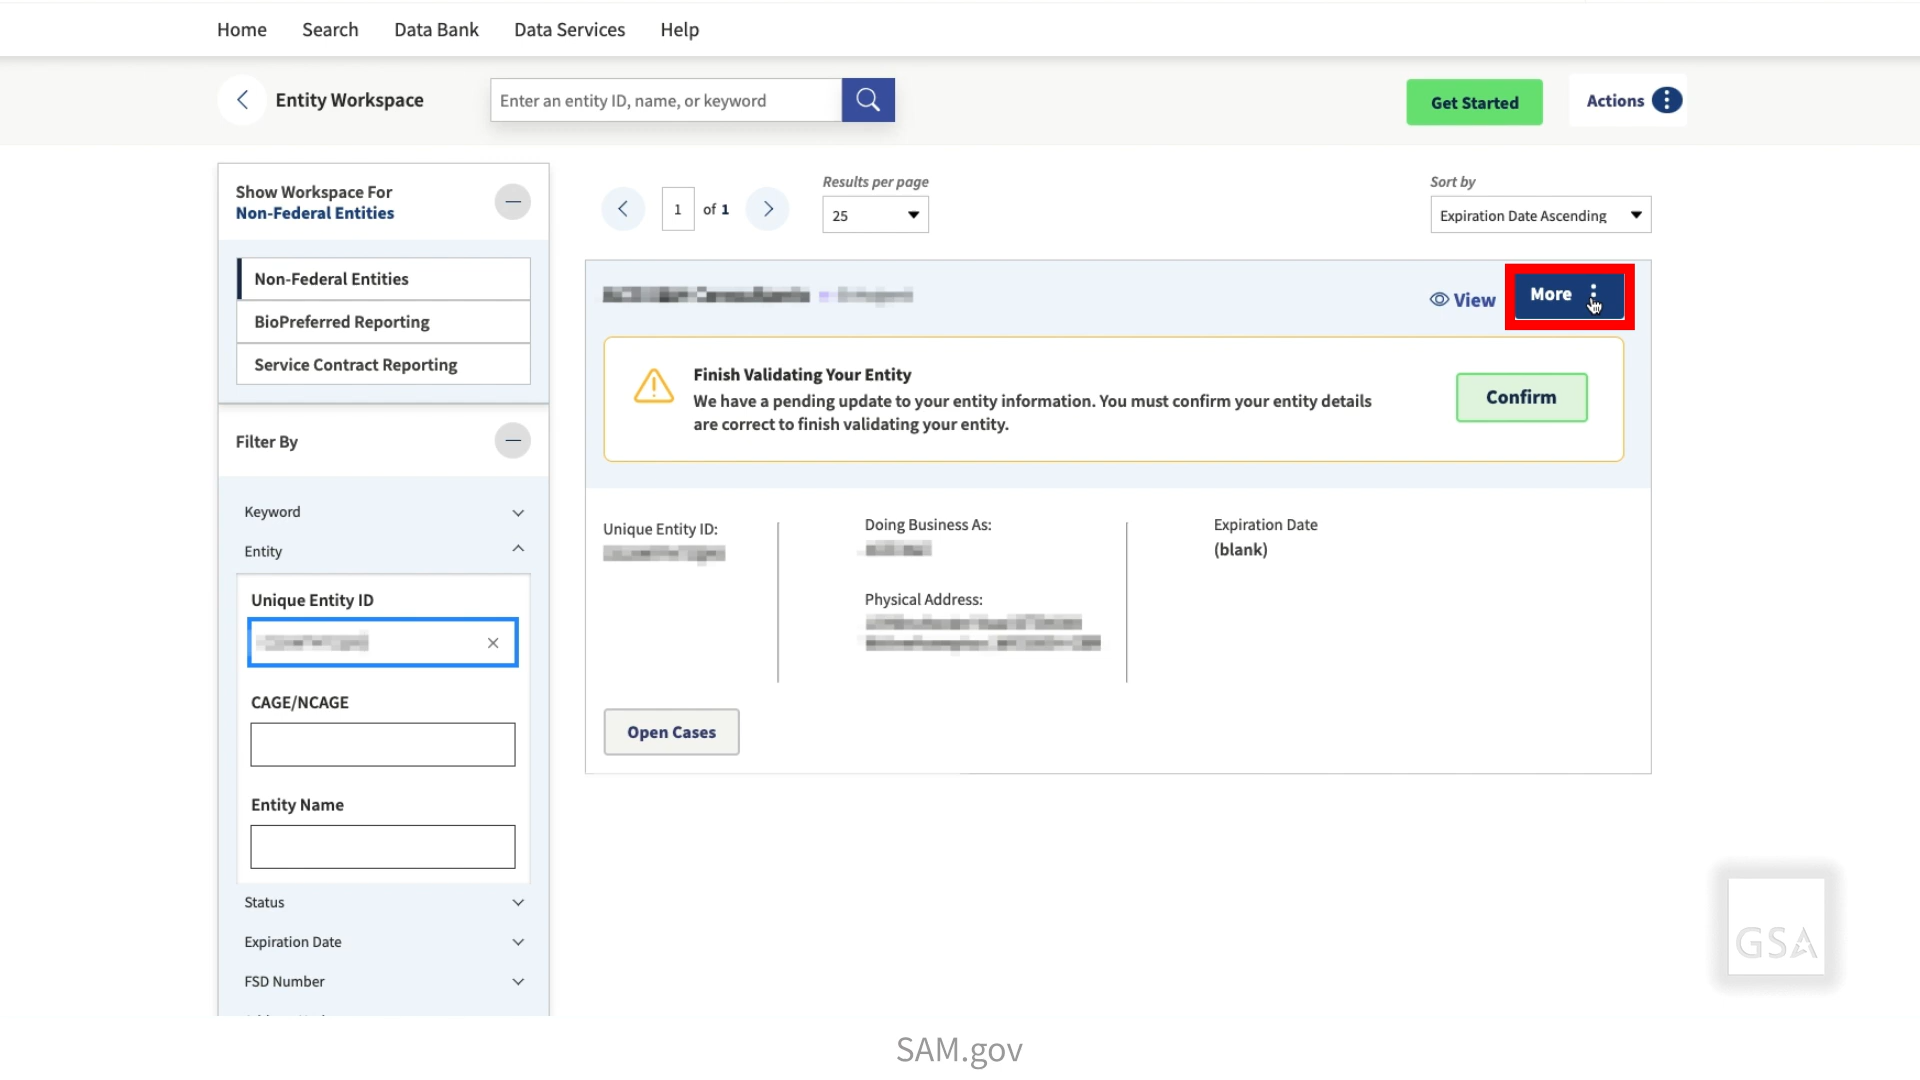 Home Search Data Bank Data Services Help
Entity Workspace
Enter an entity ID, name, or keyword
Get Started
Actions
Show Workspace For
Non-Federal Entities
Non-Federal Entities
BioPreferred Reporting
Service Contract Reporting
Filter By
Keyword
Entity
Unique Entity ID
CAGE/NCAGE
Entity Name
Status
Expiration Date
FSD Number
1 of 1
Results per page
25
Sort by
Expiration Date Ascending
View
More
Finish Validating Your Entity
We have a pending update to your entity information. You must confirm your entity details
are correct to finish validating your entity.
Confirm
Unique Entity ID:
Doing Business As:
Physical Address:
Expiration Date
(blank)
Open Cases
GSA
SAM.gov